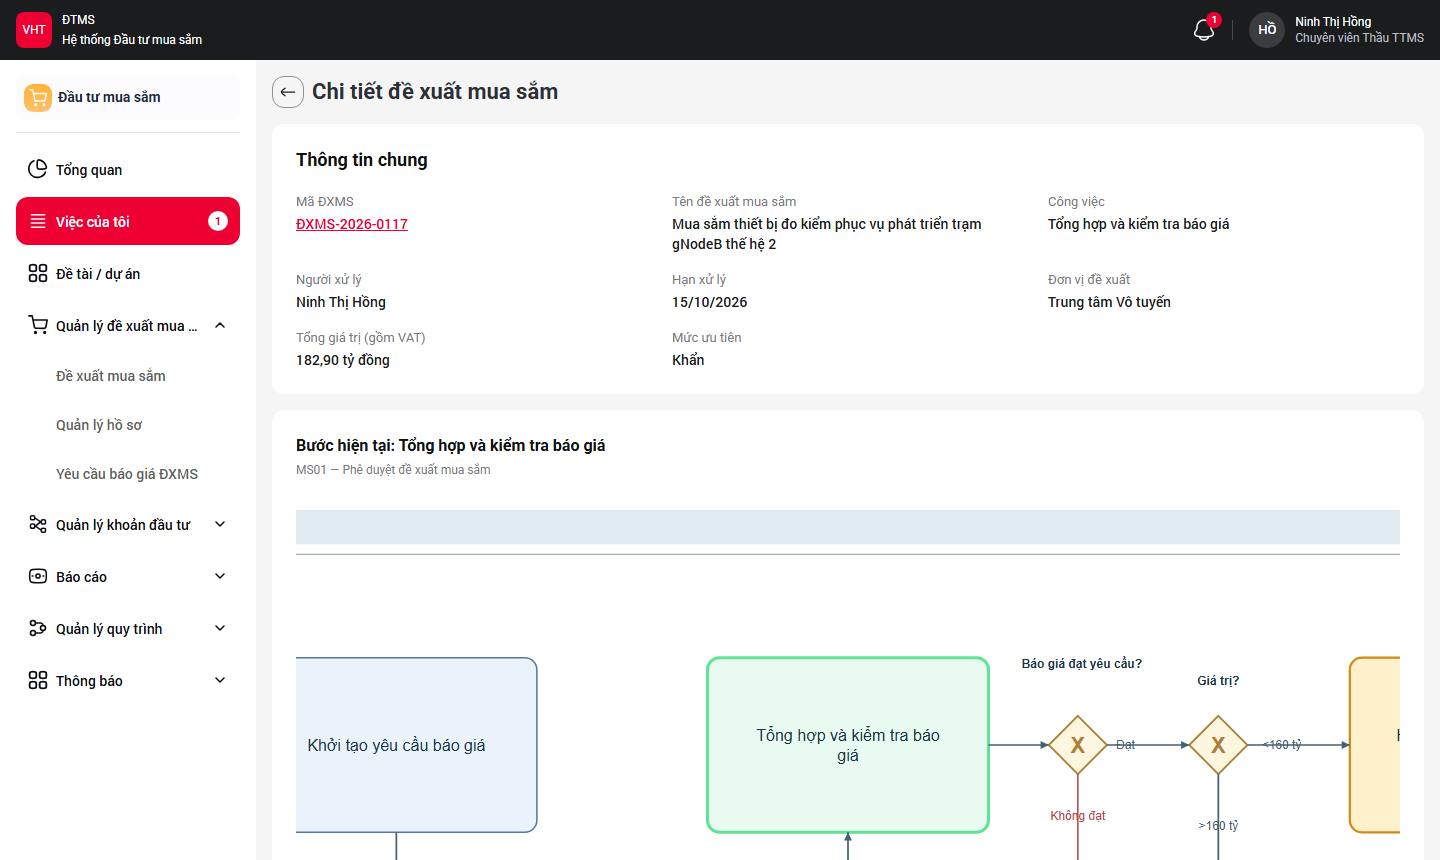 VHT
ĐTMS
Hệ thống Đầu tư mua sắm
1
HỒ
Ninh Thị Hồng
Chuyên viên Thầu TTMS
Đầu tư mua sắm
Tổng quan
Việc của tôi
1
Đề tài / dự án
Quản lý đề xuất mua ...
Đề xuất mua sắm
Quản lý hồ sơ
Yêu cầu báo giá ĐXMS
Quản lý khoản đầu tư
Báo cáo
Quản lý quy trình
Thông báo
Chi tiết đề xuất mua sắm
Thông tin chung
Mã ĐXMS
ĐXMS-2026-0117
Tên đề xuất mua sắm
Mua sắm thiết bị đo kiểm phục vụ phát triển trạm
gNodeB thế hệ 2
Công việc
Tổng hợp và kiểm tra báo giá
Người xử lý
Ninh Thị Hồng
Hạn xử lý
15/10/2026
Đơn vị đề xuất
Trung tâm Vô tuyến
Tổng giá trị (gồm VAT)
182,90 tỷ đồng
Mức ưu tiên
Khẩn
Bước hiện tại: Tổng hợp và kiểm tra báo giá
MS01 — Phê duyệt đề xuất mua sắm
Khởi tạo yêu cầu báo giá
Tổng hợp và kiểm tra báo
giá
Báo giá đạt yêu cầu?
X
Đạt
Không đạt
Giá trị?
X
<160 tỷ
>160 tỷ